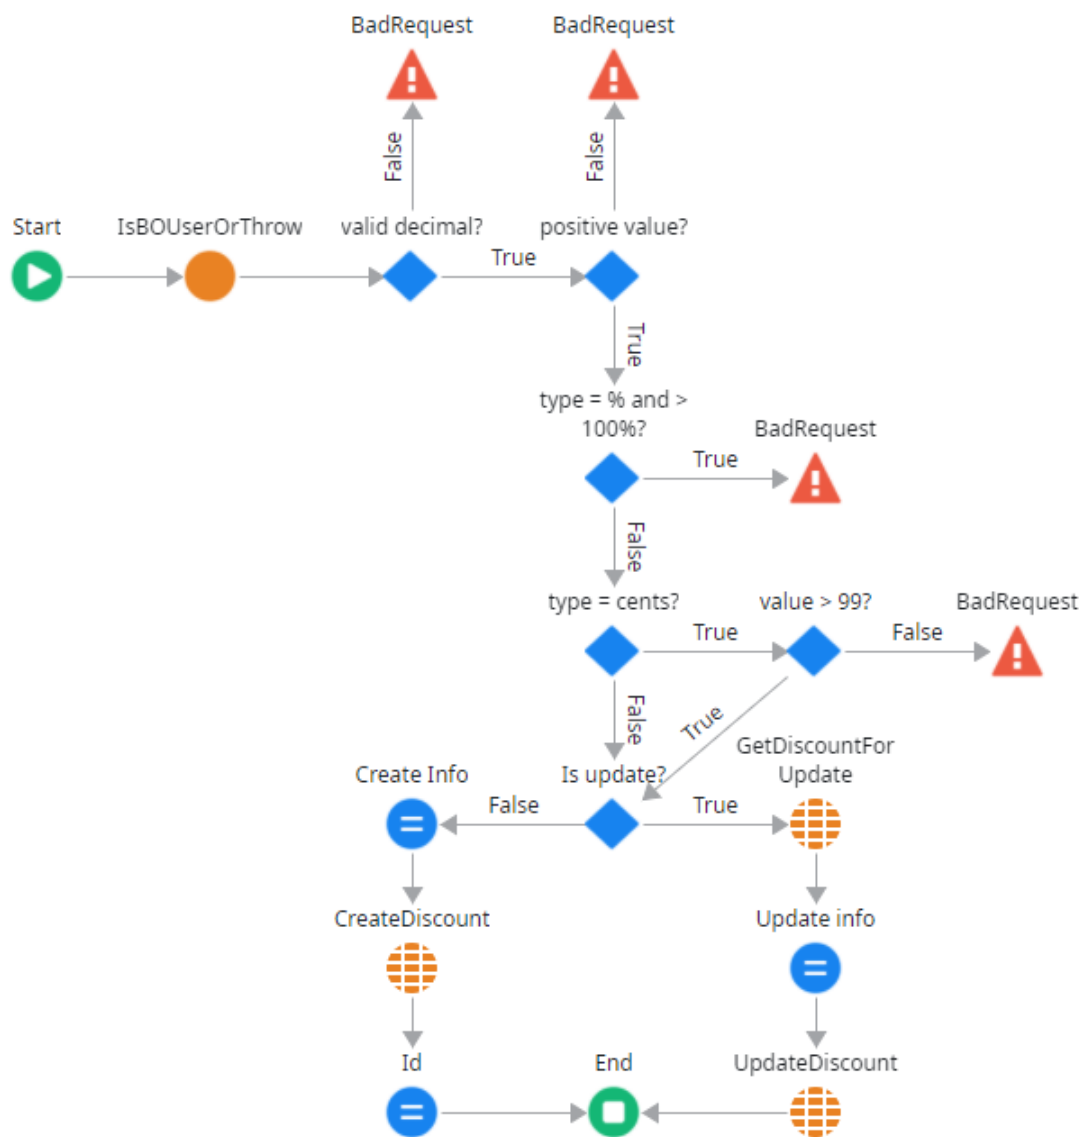 BadRequest
BadRequest
False
False
Start
IsBOUserOrThrow
valid decimal?
positive value?
True
True
type = % and >
100%?
BadRequest
True
False
type = cents?
value > 99?
BadRequest
True
False
False
True
GetDiscountFor
Update
Create Info
Is update?
False
True
CreateDiscount
Update info
Id
End
UpdateDiscount